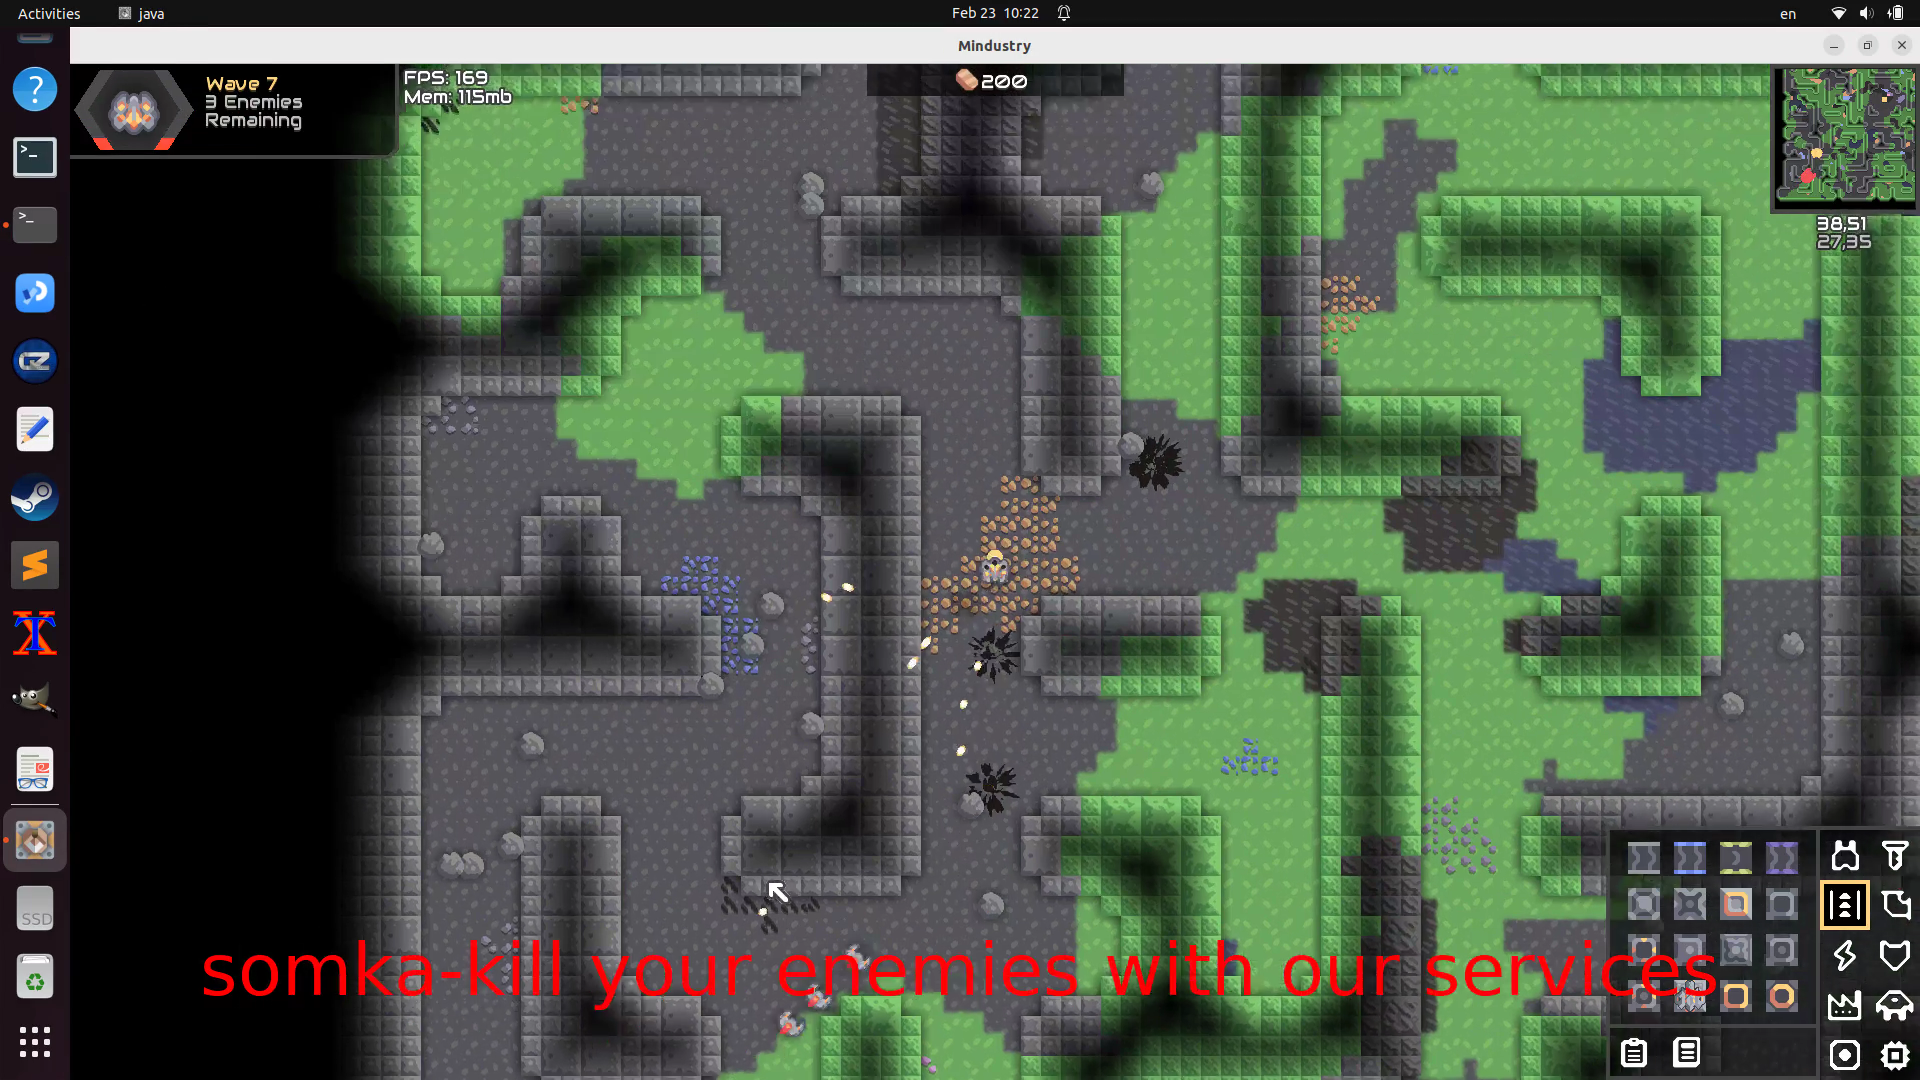 Activities
java
Feb 23 10:22
en
Mindustry
Wave 7
3 Enemies
Remaining
FPS: 169
Mem: 115mb
200
38,51
27,35
SSD
somka-kill your enemies with our services